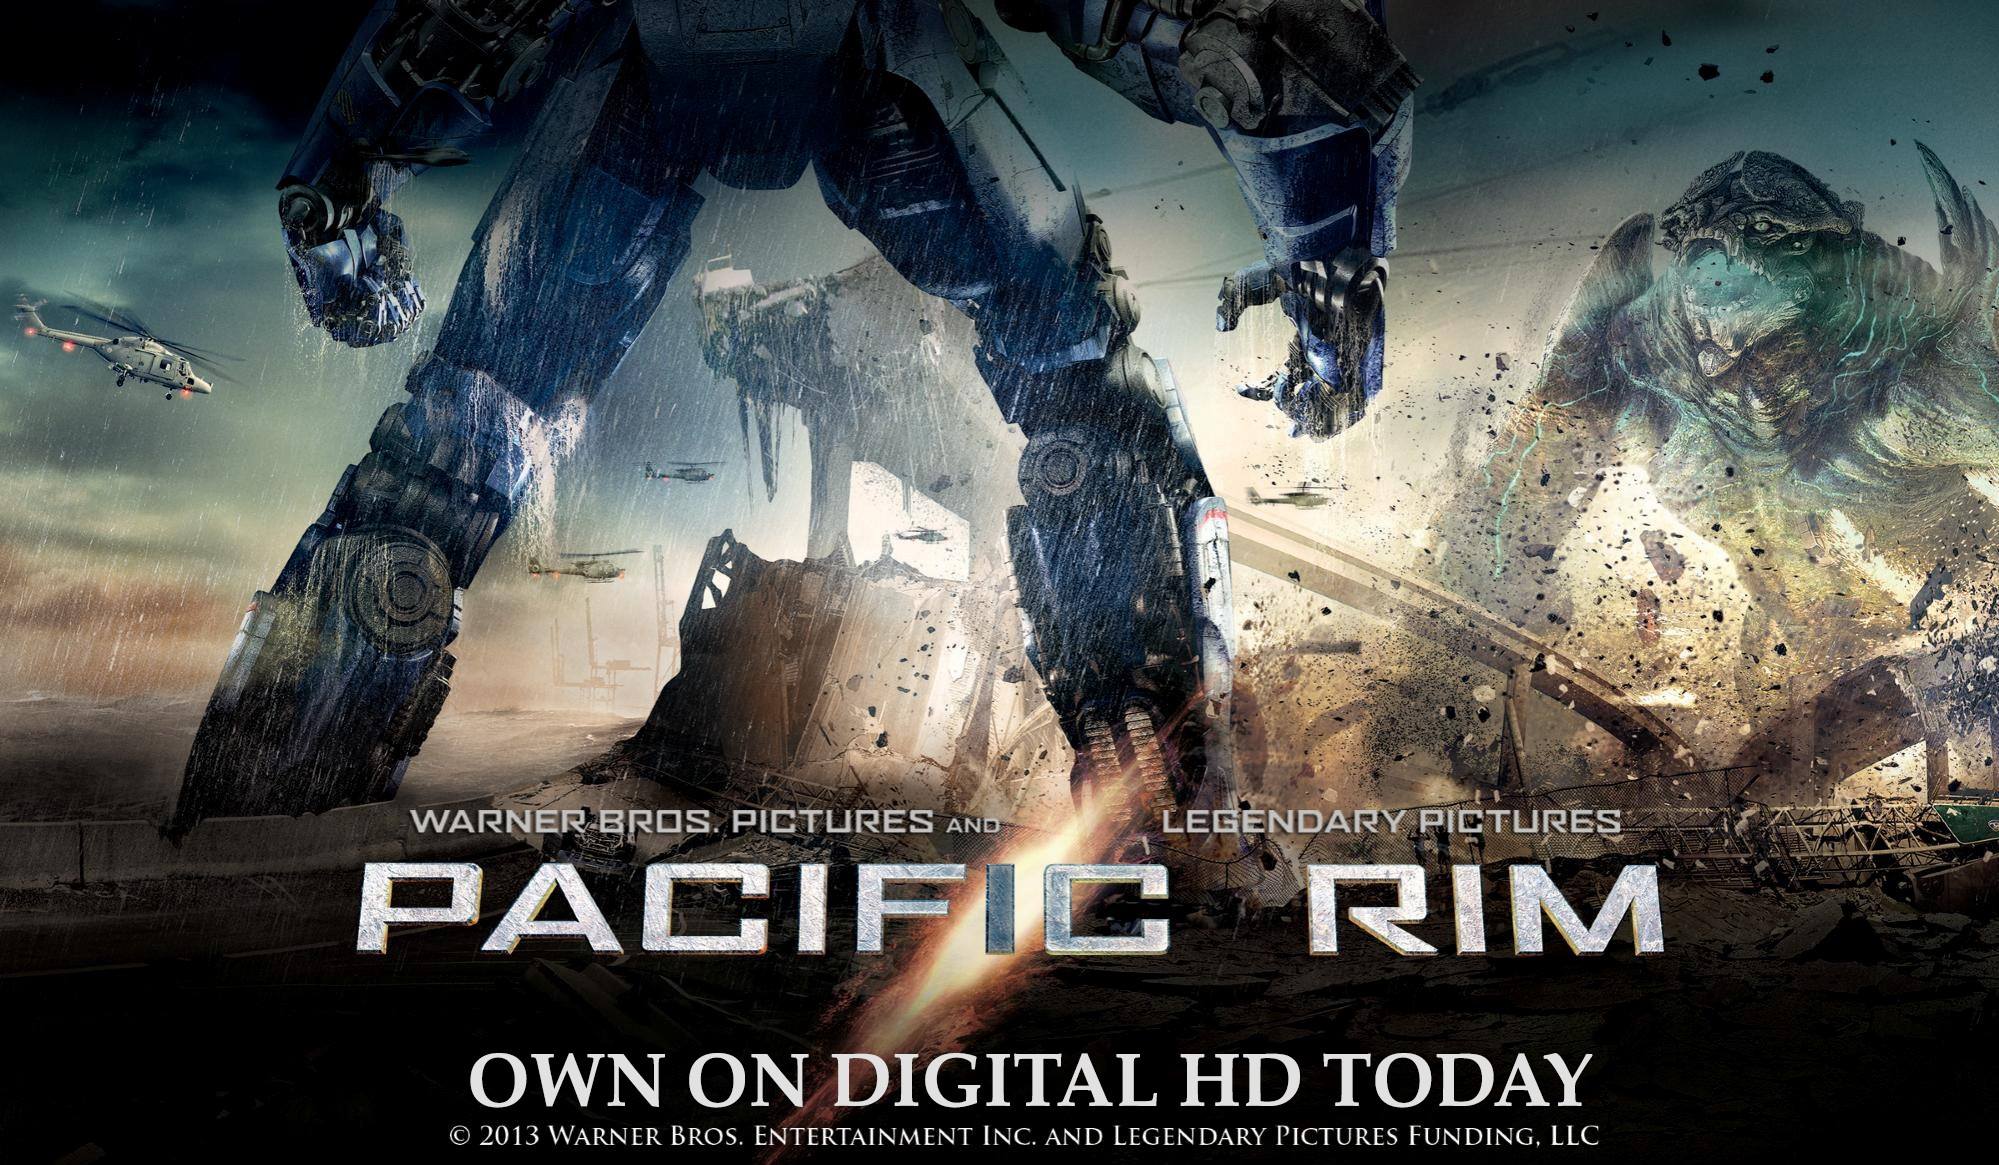 WARNER BROS. PICTURES AND LEGENDARY PICTURES
PACIFIC RIM
OWN ON DIGITAL HD TODAY
© 2013 WARNER BROS. ENTERTAINMENT INC. AND LEGENDARY PICTURES FUNDING, LLC